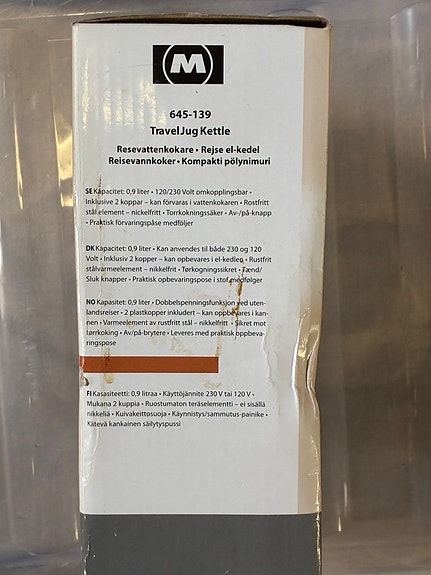 M
645-139
Travel Jug Kettle
Resevattenkokare • Rejse el-kedel
Reisevannkoker • Kompakti pölynimuri
SE Kapacitet: 0,9 liter • 120/230 Volt omkopplingsbar •
Inklusive 2 koppar – kan förvaras i vattenkokaren • Rostfritt
stål element – nickelfritt • Torrkokningssäker • Av-/på-knapp
• Praktisk förvaringspåse medföljer
DK Kapacitet: 0,9 liter • Kan anvendes til både 230 og 120
Volt • Inklusiv 2 kopper – kan opbevares i el-kedlen • Rustfrit
stålvarmeelement – nikkelfrit • Tørkogningssikret • Tænd/
Sluk knapper • Praktisk opbevaringspose i stof medfølger
NO Kapasitet: 0,9 liter • Dobbelspenningsfunksjon ved uten-
landsreiser • 2 plastkopper inkludert – kan oppbevares i kan-
nen • Varmeelement av rustfritt stål – nikkelfritt • Sikret mot
tørrkoking • Av/på-brytere • Leveres med praktisk oppbeva-
ringspose
FI Kasasiteetti: 0,9 litraa • Käyttöjännite 230 V tai 120 V •
Mukana 2 kuppia • Ruostumaton teräselementti – ei sisällä
nikkeliä • Kuivakeittosuoja • Käynnistys/sammutus-painike •
Kätevä kankainen säilytyspussi